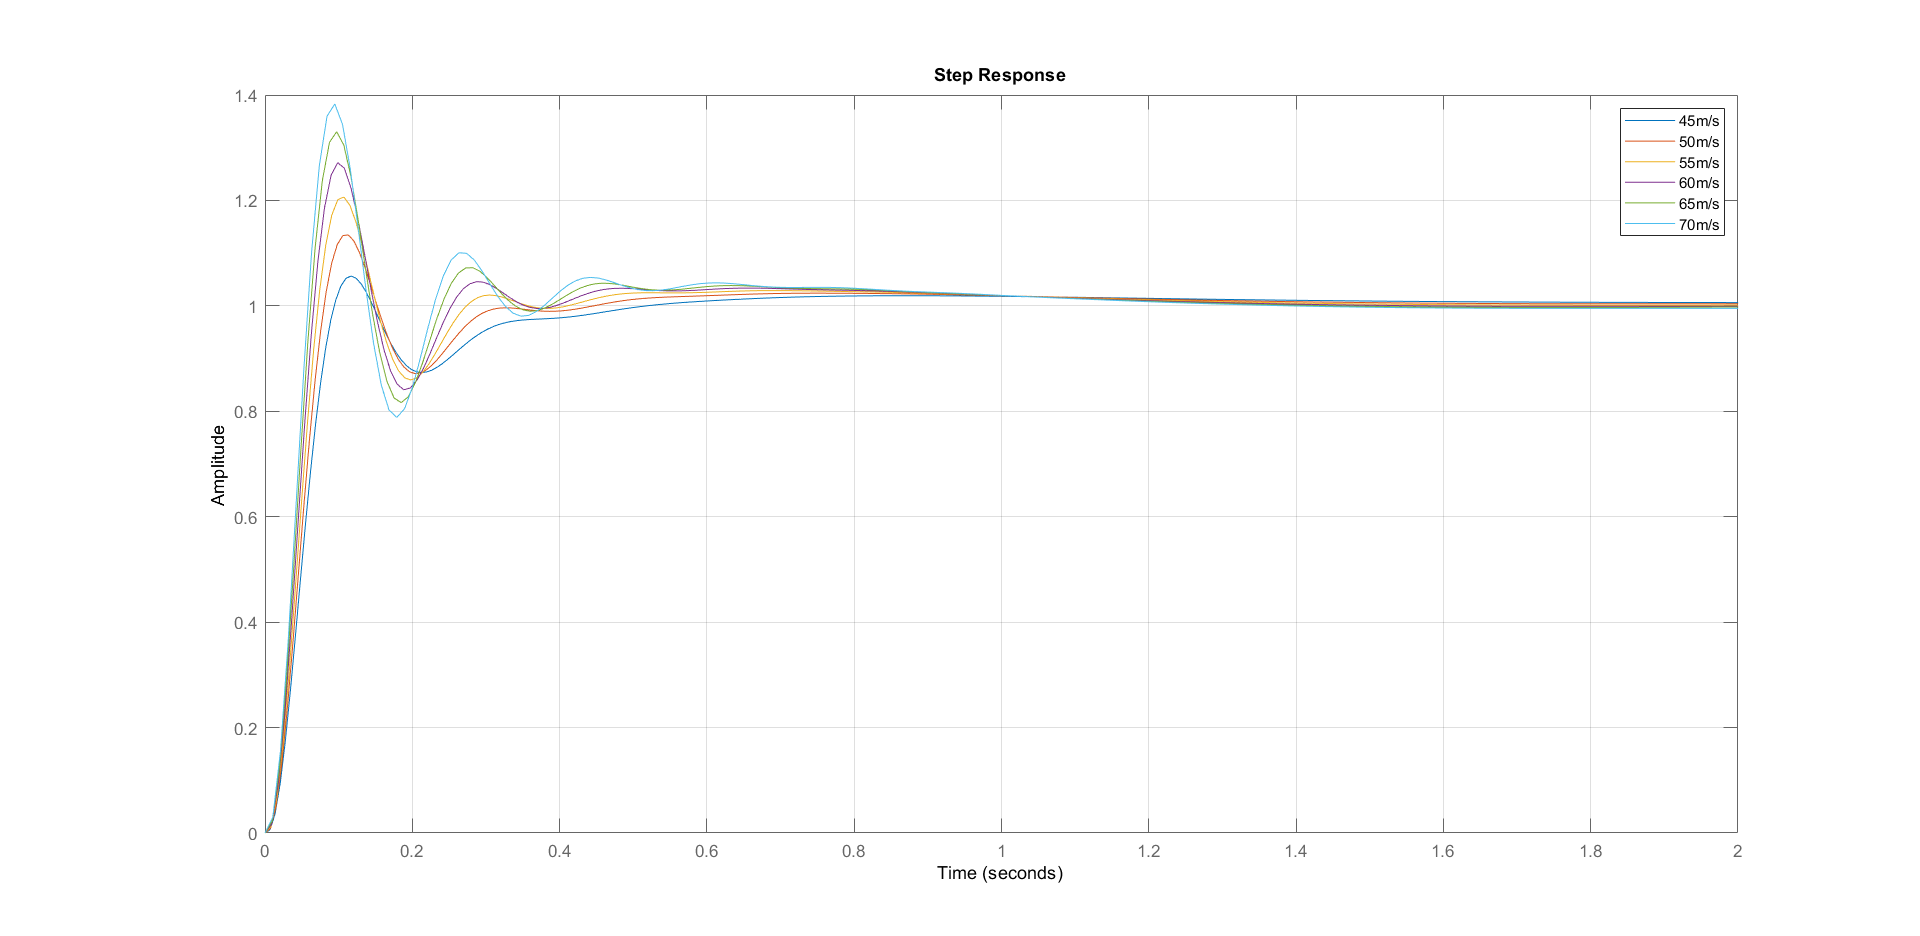 Step Response
1.4
1.2
1
0.8
0.6
0.4
0.2
0
Amplitude
45m/s
50m/s
55m/s
60m/s
65m/s
70m/s
0 0.2 0.4 0.6 0.8 1 1.2 1.4 1.6 1.8 2
Time (seconds)